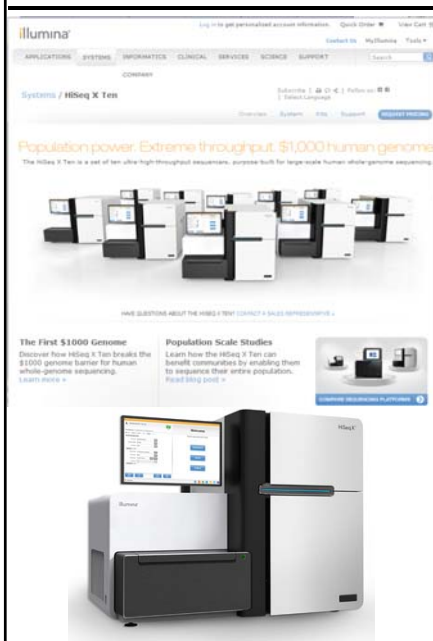 illumina®
Log in to get personalized account information. Quick Order View Cart
Contact Us MyIllumina Tools
APPLICATIONS SYSTEMS INFORMATICS CLINICAL SERVICES SCIENCE SUPPORT
Search
COMPANY
Systems / HiSeq X Ten
Subscribe | Follow us:
| Select Language
Overview System Kits Support REQUEST PRICING
Population power. Extreme throughput. $1,000 human genome
The HiSeq X Ten is a set of ten ultra-high-throughput sequencers, purpose-built for large-scale human whole-genome sequencing.
HAVE QUESTIONS ABOUT THE HISEQ X TEN? CONTACT A SALES REPRESENTATIVE »
The First $1000 Genome
Discover how HiSeq X Ten breaks the
$1000 genome barrier for human
whole-genome sequencing.
Learn more »
Population Scale Studies
Learn how the HiSeq X Ten can
benefit communities by enabling them
to sequence their entire population.
Read blog post »
COMPARE SEQUENCING PLATFORMS
HiSeqX
Welcome
illumina